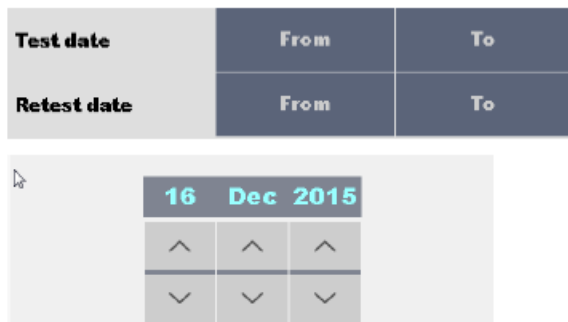 Test date From To
Retest date From To
16 Dec 2015